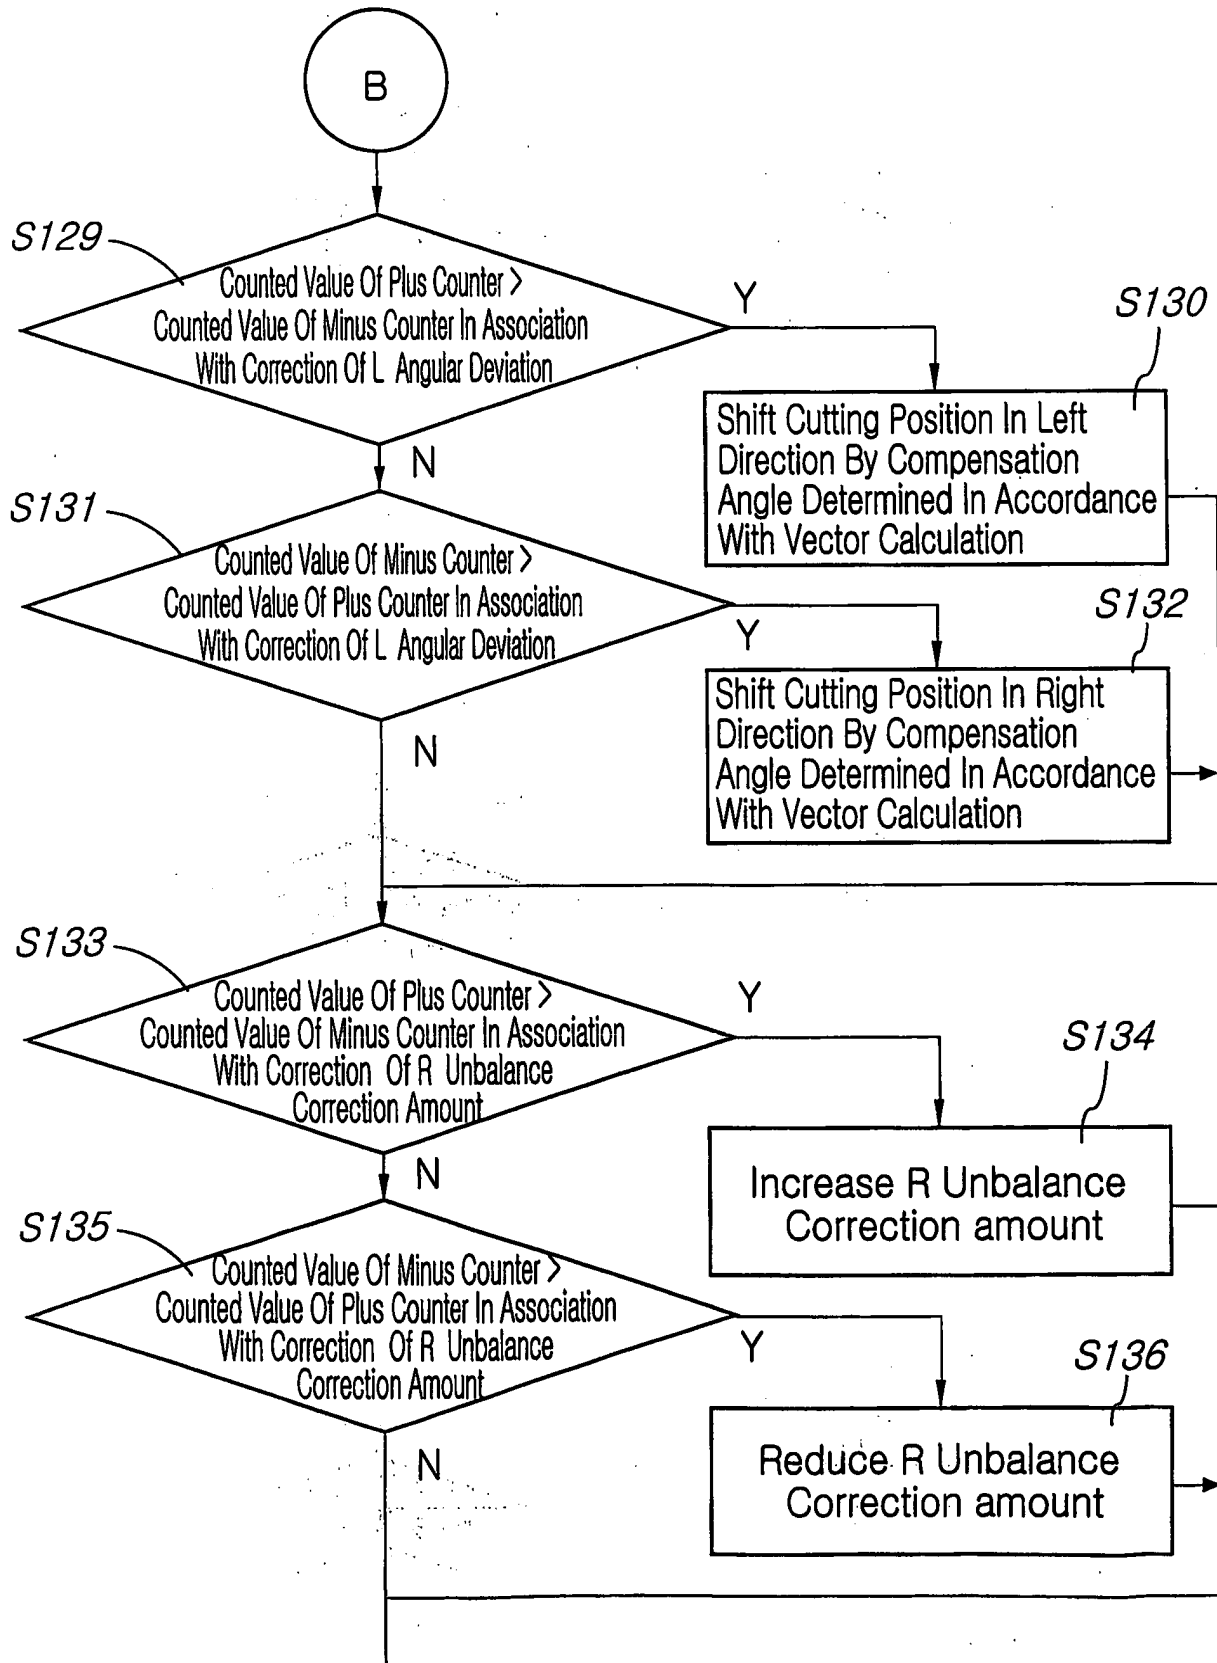 B
S129
Counted Value Of Plus Counter >
Counted Value Of Minus Counter In Association
With Correction Of L Angular Deviation
Y
S130
Shift Cutting Position In Left
Direction By Compensation
Angle Determined In Accordance
With Vector Calculation
N
S131
Counted Value Of Minus Counter >
Counted Value Of Plus Counter In Association
With Correction Of L Angular Deviation
Y
S132
Shift Cutting Position In Right
Direction By Compensation
Angle Determined In Accordance
With Vector Calculation
N
S133
Counted Value Of Plus Counter >
Counted Value Of Minus Counter In Association
With Correction Of R Unbalance
Correction Amount
Y
S134
Increase R Unbalance
Correction amount
N
S135
Counted Value Of Minus Counter >
Counted Value Of Plus Counter In Association
With Correction Of R Unbalance
Correction Amount
Y
S136
Reduce R Unbalance
Correction amount
N